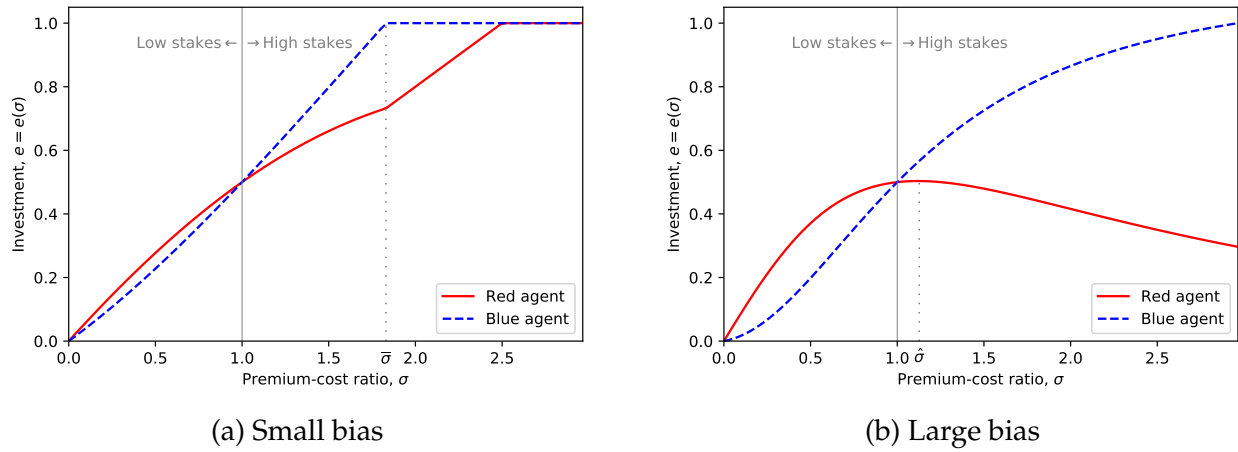 1.0
0.8
0.6
0.4
0.2
0.0
Investment, e = e(σ)
Low stakes ← → High stakes
Red agent
Blue agent
0.0 0.5 1.0 1.5 σ̅ 2.0 2.5
Premium-cost ratio, σ
(a) Small bias
1.0
0.8
0.6
0.4
0.2
0.0
Investment, e = e(σ)
Low stakes ← → High stakes
Red agent
Blue agent
0.0 0.5 1.0 σ̂ 1.5 2.0 2.5
Premium-cost ratio, σ
(b) Large bias